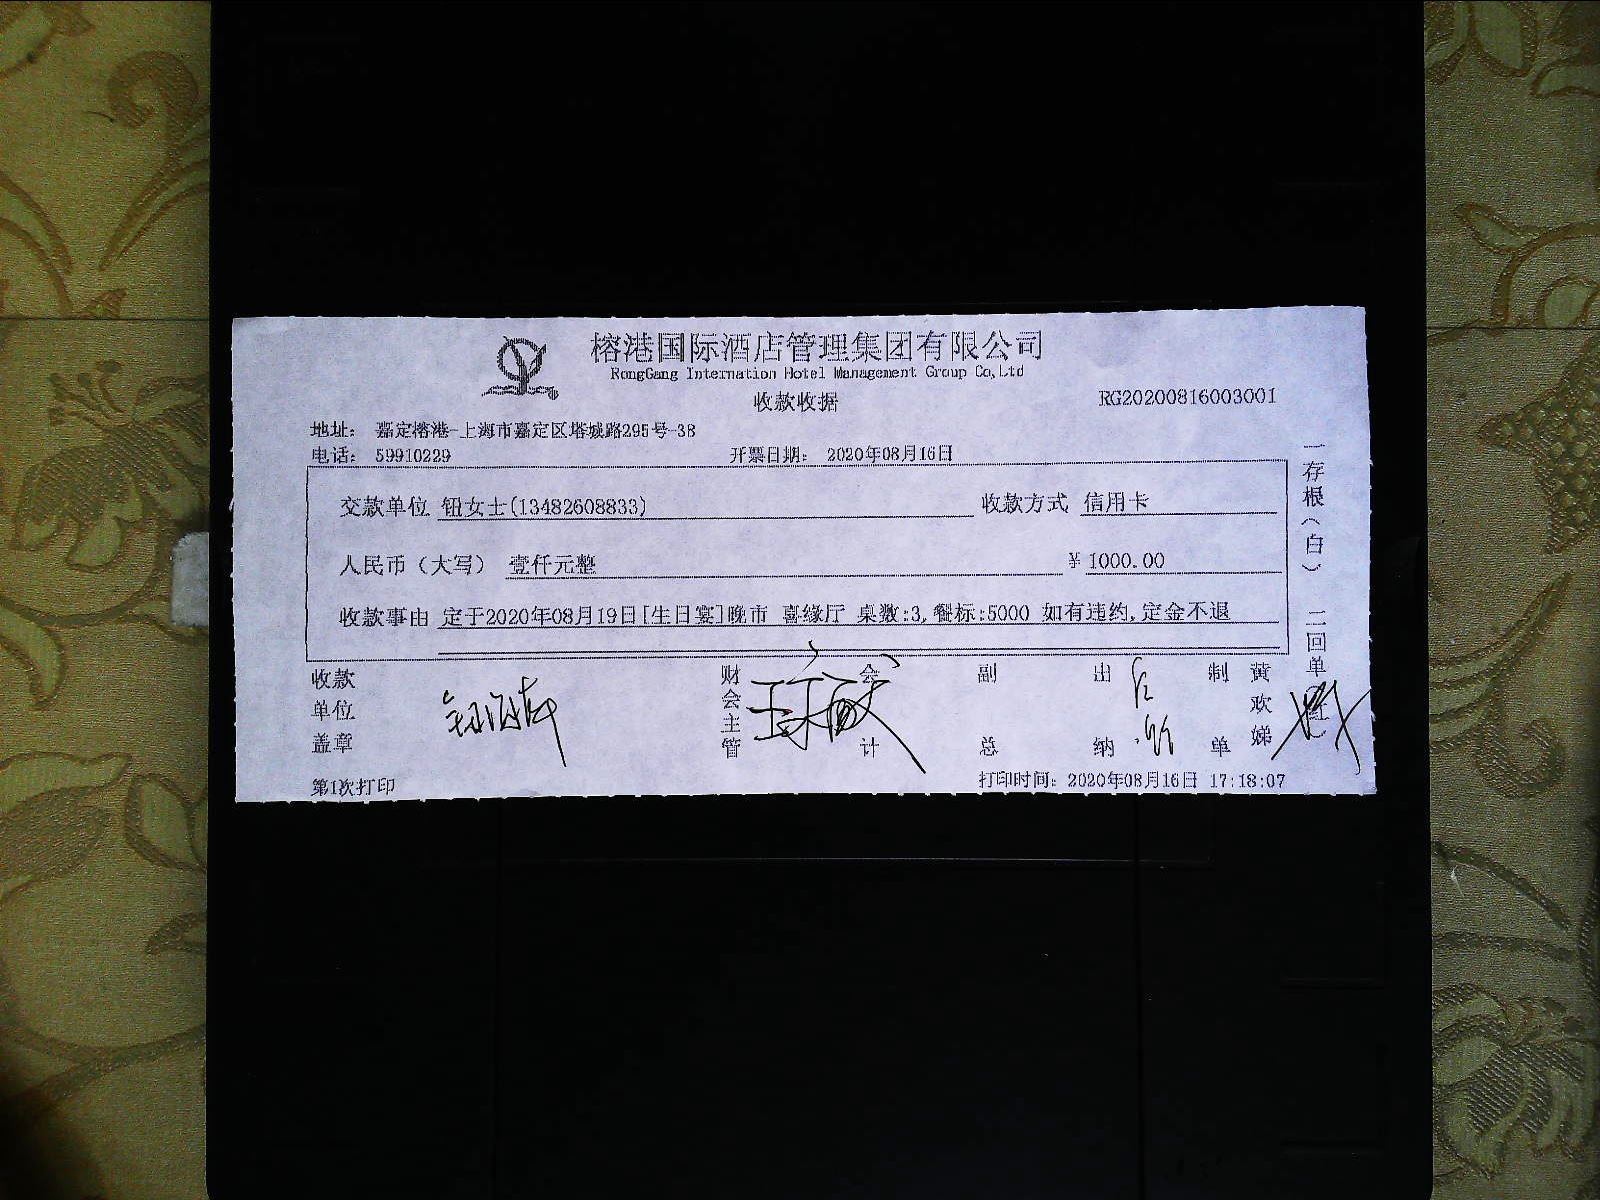 榕港国际酒店管理集团有限公司
RongGang Internation Hotel Management Group Co,Ltd
收款收据
RG20200816003001
地址： 嘉定榕港-上海市嘉定区塔城路295号-38
电话： 59910229 开票日期： 2020年08月16日
交款单位 钮女士(13482608833) 收款方式 信用卡
人民币（大写） 壹仟元整 ¥ 1000.00
收款事由 定于2020年08月19日[生日宴]晚市 喜缘厅 桌数:3,餐标:5000 如有违约,定金不退
收款单位盖章 财会主管 会计 副总 出纳 制单 黄欢娣
一存根（白） 二回单（红）
第1次打印 打印时间： 2020年08月16日 17:18:07